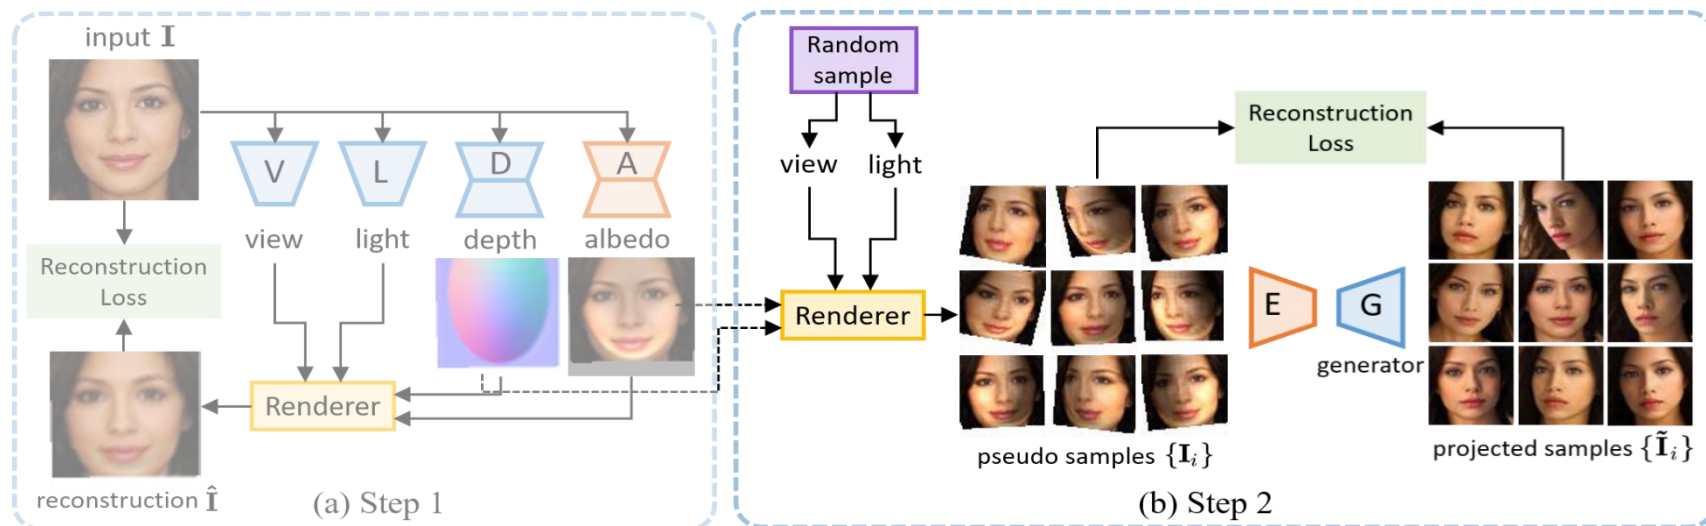 input I
V
L
D
A
view
light
depth
albedo
Reconstruction
Loss
Renderer
reconstruction Î
(a) Step 1
Random
sample
view
light
Renderer
Reconstruction
Loss
E
G
generator
pseudo samples {I_i}
projected samples {Ĩ_i}
(b) Step 2